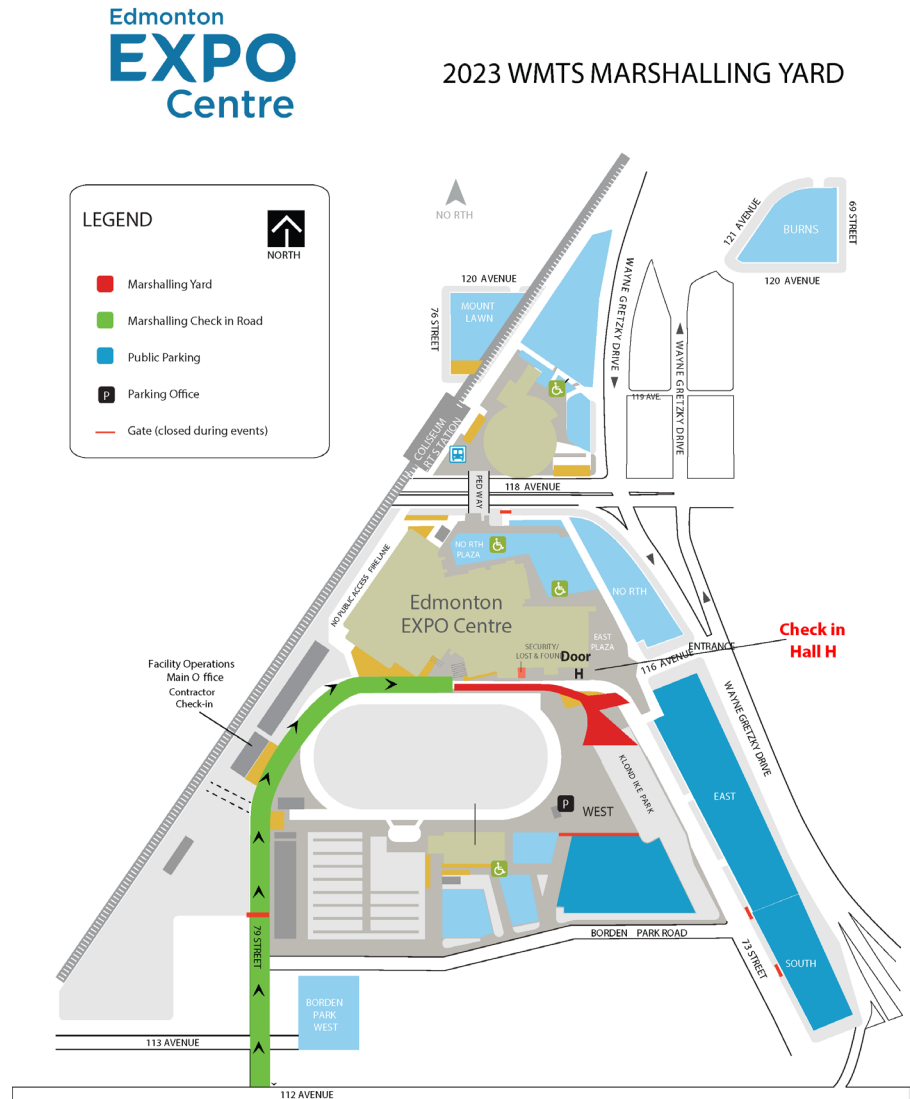 Edmonton
EXPO
Centre
2023 WMTS MARSHALLING YARD
LEGEND
NORTH
Marshalling Yard
Marshalling Check in Road
Public Parking
P
Parking Office
Gate (closed during events)
NO RTH
121 AVENUE
69 STREET
BURNS
120 AVENUE
120 AVENUE
76 STREET
MOUNT
LAWN
WAYNE GRETZKY DRIVE
WAYNE GRETZKY DRIVE
119 AVE.
COLISEUM
RT STATION
PED WAY
118 AVENUE
NO PUBLIC ACCESS FIRE LANE
NO RTH
PLAZA
NO RTH
Edmonton
EXPO Centre
EAST
PLAZA
SECURITY/
LOST & FOUND
Door
H
Check in
Hall H
ENTRANCE
116 AVENUE
Facility Operations
Main O ffice
Contractor
Check-in
WAYNE GRETZKY DRIVE
KLOND IKE PARK
EAST
P
WEST
79 STREET
BORDEN PARK ROAD
73 STREET
SOUTH
BORDEN
PARK
WEST
113 AVENUE
112 AVENUE